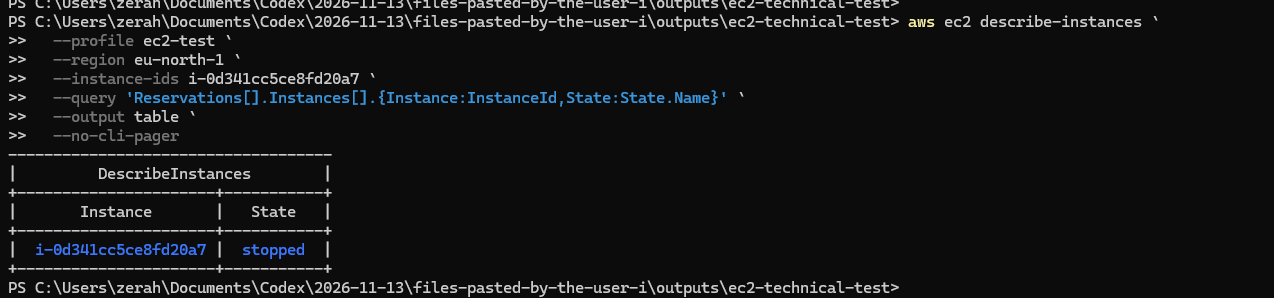 PS C:\Users\zerah\Documents\Codex\2026-11-13\files-pasted-by-the-user-i\outputs\ec2-technical-test>
PS C:\Users\zerah\Documents\Codex\2026-11-13\files-pasted-by-the-user-i\outputs\ec2-technical-test> aws ec2 describe-instances `
>>   --profile ec2-test `
>>   --region eu-north-1 `
>>   --instance-ids i-0d341cc5ce8fd20a7 `
>>   --query 'Reservations[].Instances[].{Instance:InstanceId,State:State.Name}' `
>>   --output table `
>>   --no-cli-pager
------------------------------------
|         DescribeInstances        |
+----------------------+-----------+
|       Instance       |   State   |
+----------------------+-----------+
|  i-0d341cc5ce8fd20a7 |  stopped  |
+----------------------+-----------+
PS C:\Users\zerah\Documents\Codex\2026-11-13\files-pasted-by-the-user-i\outputs\ec2-technical-test>